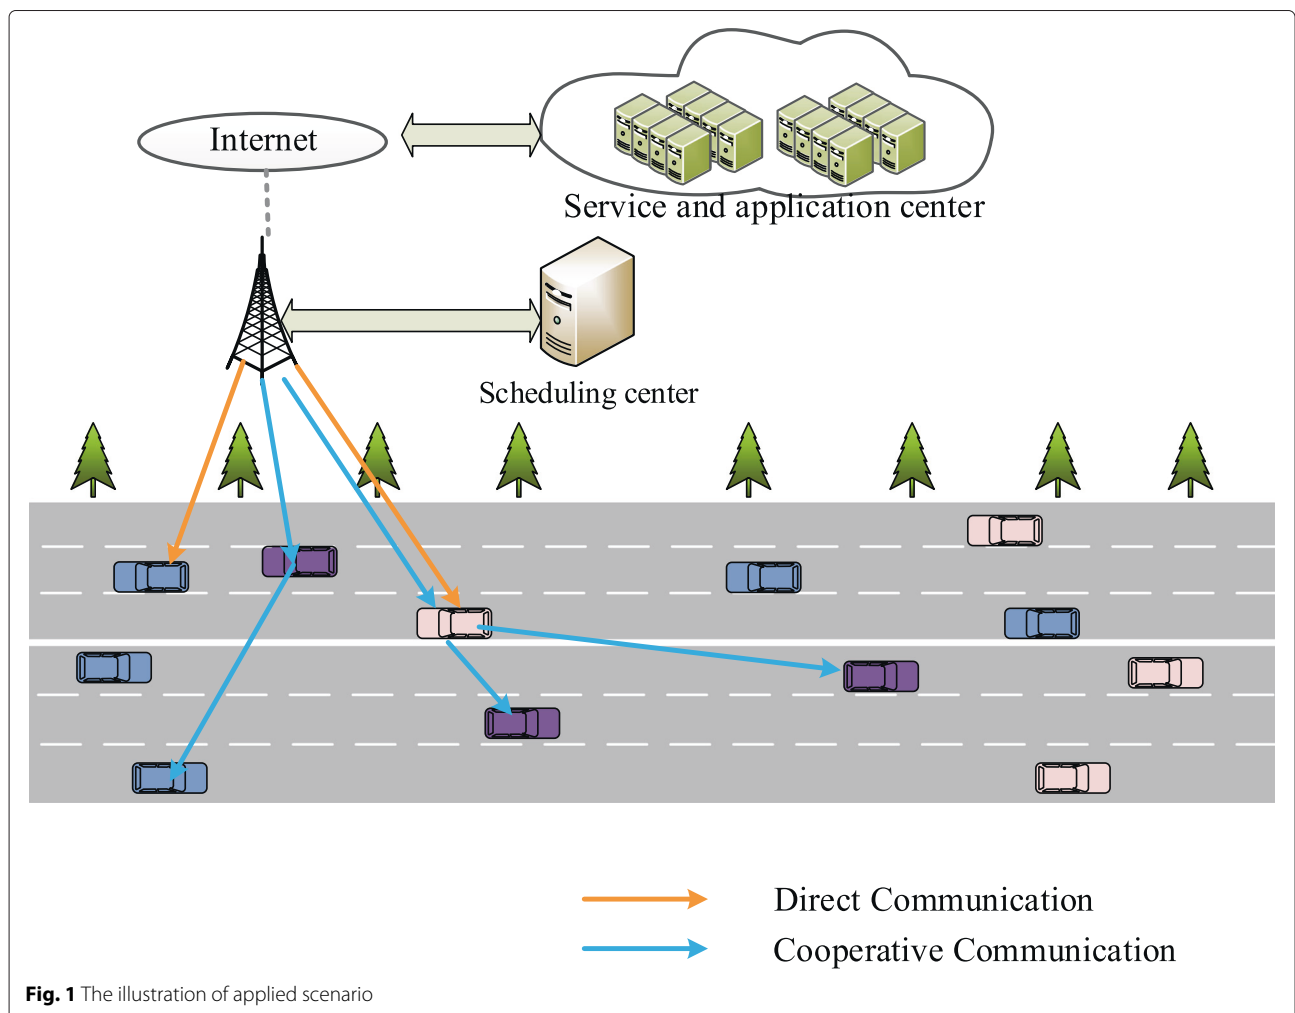 Internet
Service and application center
Scheduling center
Direct Communication
Cooperative Communication
Fig. 1 The illustration of applied scenario